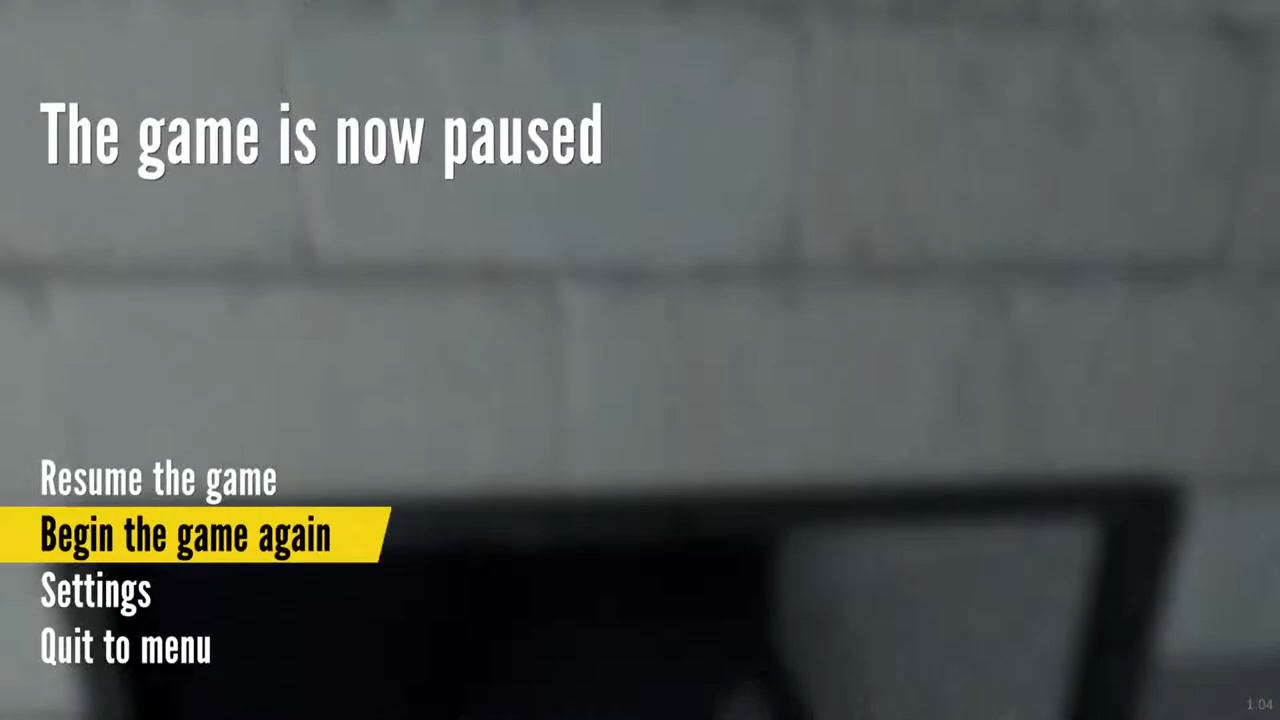 The game is now paused
Resume the game
Begin the game again
Settings
Quit to menu
1.04